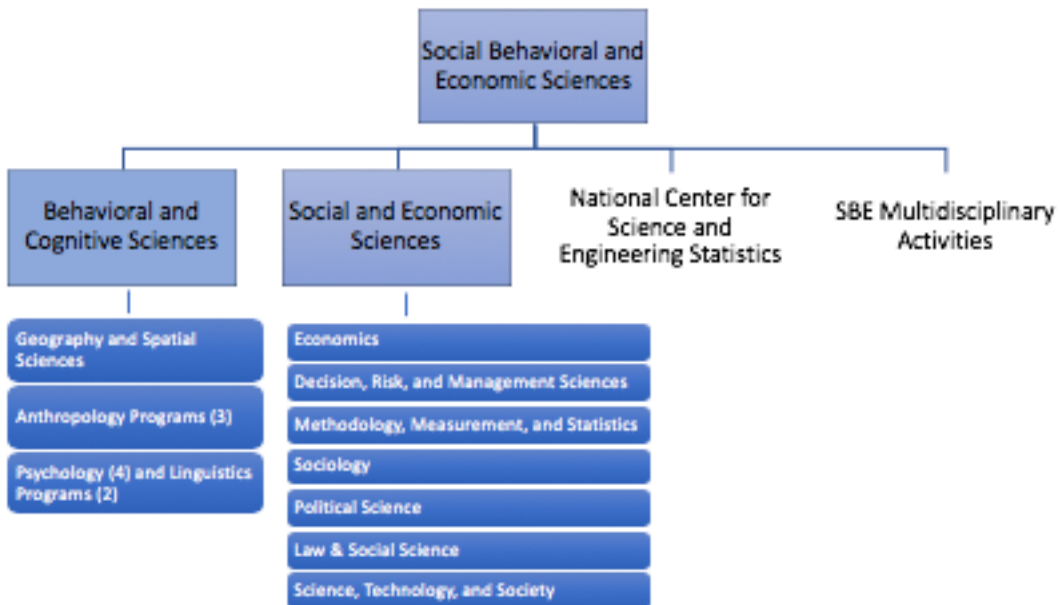 Social Behavioral and
Economic Sciences
Behavioral and
Cognitive Sciences
Social and Economic
Sciences
National Center for
Science and
Engineering Statistics
SBE Multidisciplinary
Activities
Geography and Spatial
Sciences
Anthropology Programs (3)
Psychology (4) and Linguistics
Programs (2)
Economics
Decision, Risk, and Management Sciences
Methodology, Measurement, and Statistics
Sociology
Political Science
Law & Social Science
Science, Technology, and Society